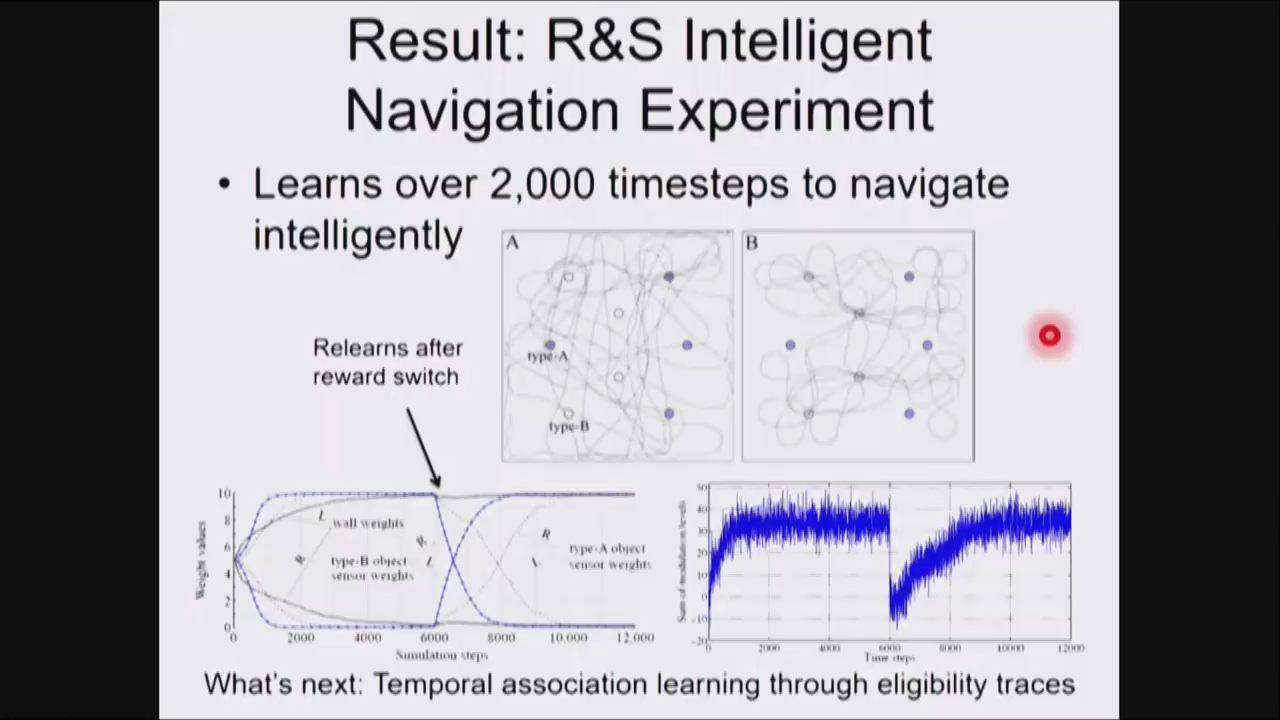 Result: R&S Intelligent
Navigation Experiment
• Learns over 2,000 timesteps to navigate
intelligently
A
B
type-A
type-B
Relearns after
reward switch
10
8
6
4
2
0
Weight values
L
wall weights
R
type-B object
sensor weights
R
L
R
L
type-A object
sensor weights
0
2000
4000
6000
8000
10,000
12,000
Simulation steps
50
40
30
20
10
0
-10
-20
Sum of modulation levels
0
2000
4000
6000
8000
10000
12000
Time steps
What's next: Temporal association learning through eligibility traces